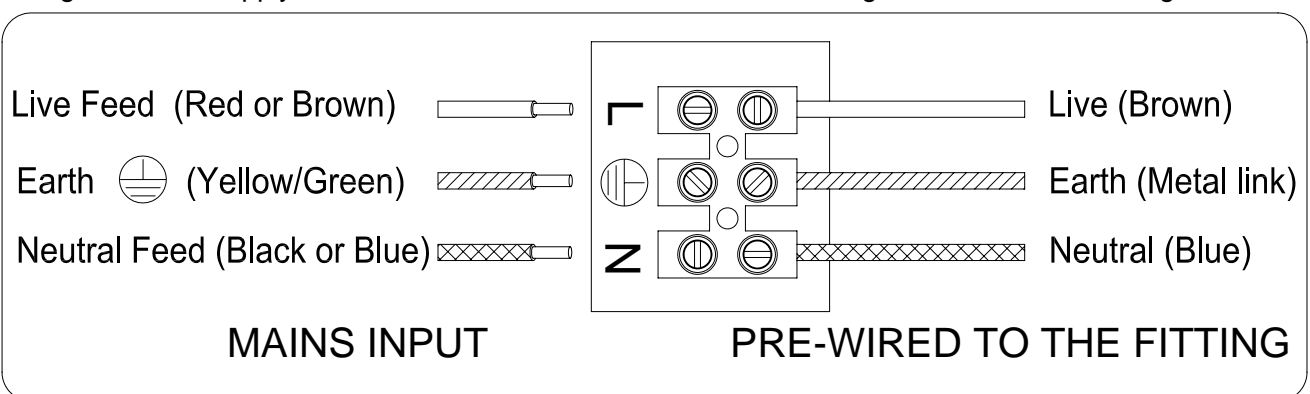 Live Feed (Red or Brown)
L
Live (Brown)
Earth (Yellow/Green)
Earth (Metal link)
Neutral Feed (Black or Blue)
N
Neutral (Blue)
MAINS INPUT
PRE-WIRED TO THE FITTING